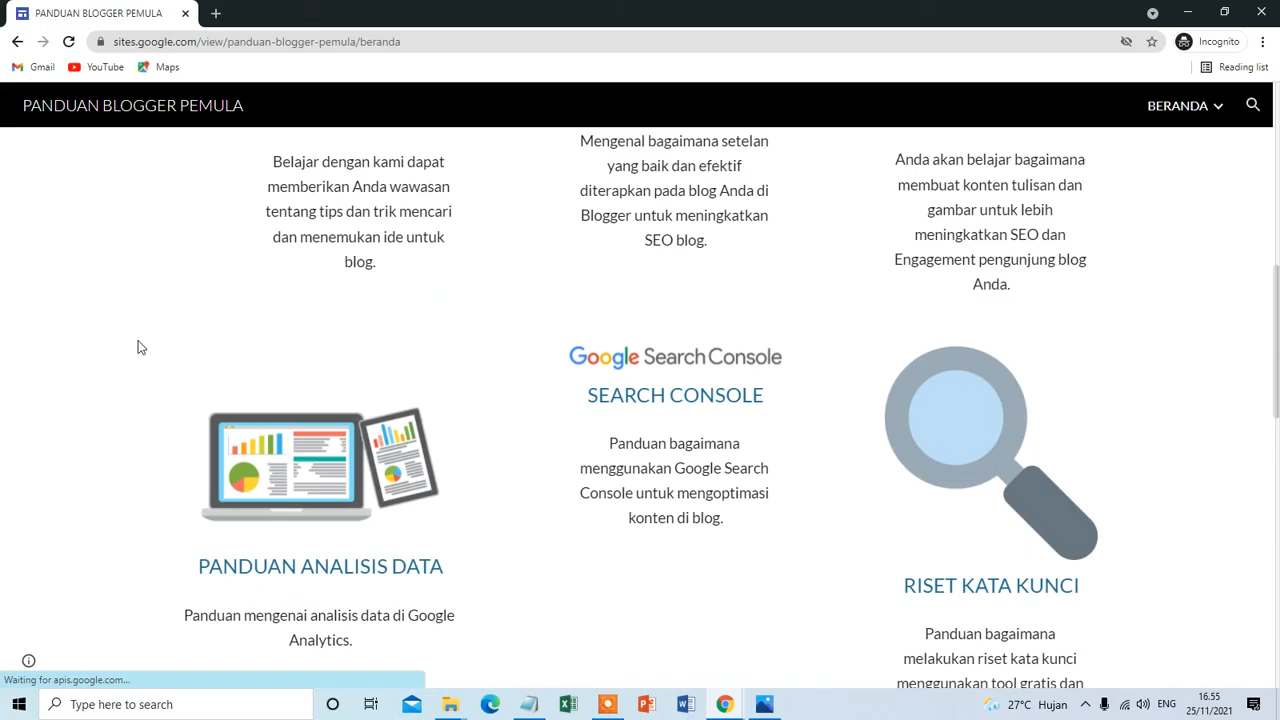 PANDUAN BLOGGER PEMULA
sites.google.com/view/panduan-blogger-pemula/beranda
Incognito
Gmail
YouTube
Maps
Reading list
PANDUAN BLOGGER PEMULA
BERANDA
Belajar dengan kami dapat
memberikan Anda wawasan
tentang tips dan trik mencari
dan menemukan ide untuk
blog.
Mengenal bagaimana setelan
yang baik dan efektif
diterapkan pada blog Anda di
Blogger untuk meningkatkan
SEO blog.
Anda akan belajar bagaimana
membuat konten tulisan dan
gambar untuk lebih
meningkatkan SEO dan
Engagement pengunjung blog
Anda.
PANDUAN ANALISIS DATA
Panduan mengenai analisis data di Google
Analytics.
Google Search Console
SEARCH CONSOLE
Panduan bagaimana
menggunakan Google Search
Console untuk mengoptimasi
konten di blog.
RISET KATA KUNCI
Panduan bagaimana
melakukan riset kata kunci
menggunakan tool gratis dan
Waiting for apis.google.com...
Type here to search
27°C Hujan
ENG
16.55
25/11/2021